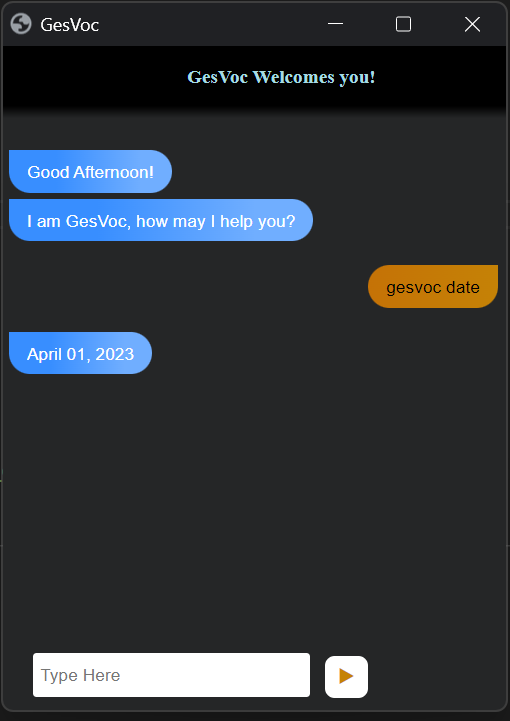 GesVoc
GesVoc Welcomes you!
Good Afternoon!
I am GesVoc, how may I help you?
gesvoc date
April 01, 2023
Type Here